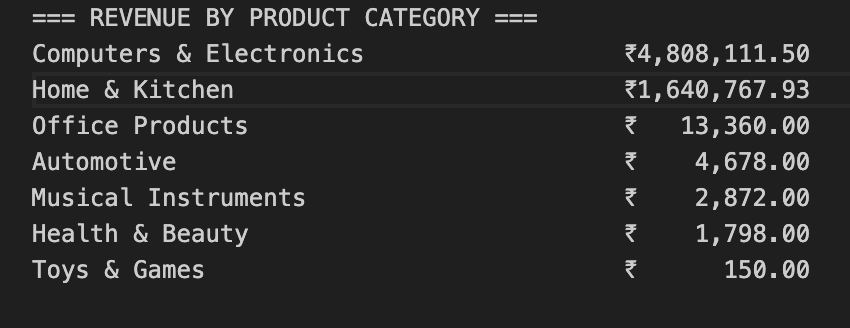 === REVENUE BY PRODUCT CATEGORY ===
Computers & Electronics                    ₹4,808,111.50
Home & Kitchen                             ₹1,640,767.93
Office Products                            ₹   13,360.00
Automotive                                 ₹    4,678.00
Musical Instruments                        ₹    2,872.00
Health & Beauty                            ₹    1,798.00
Toys & Games                               ₹      150.00